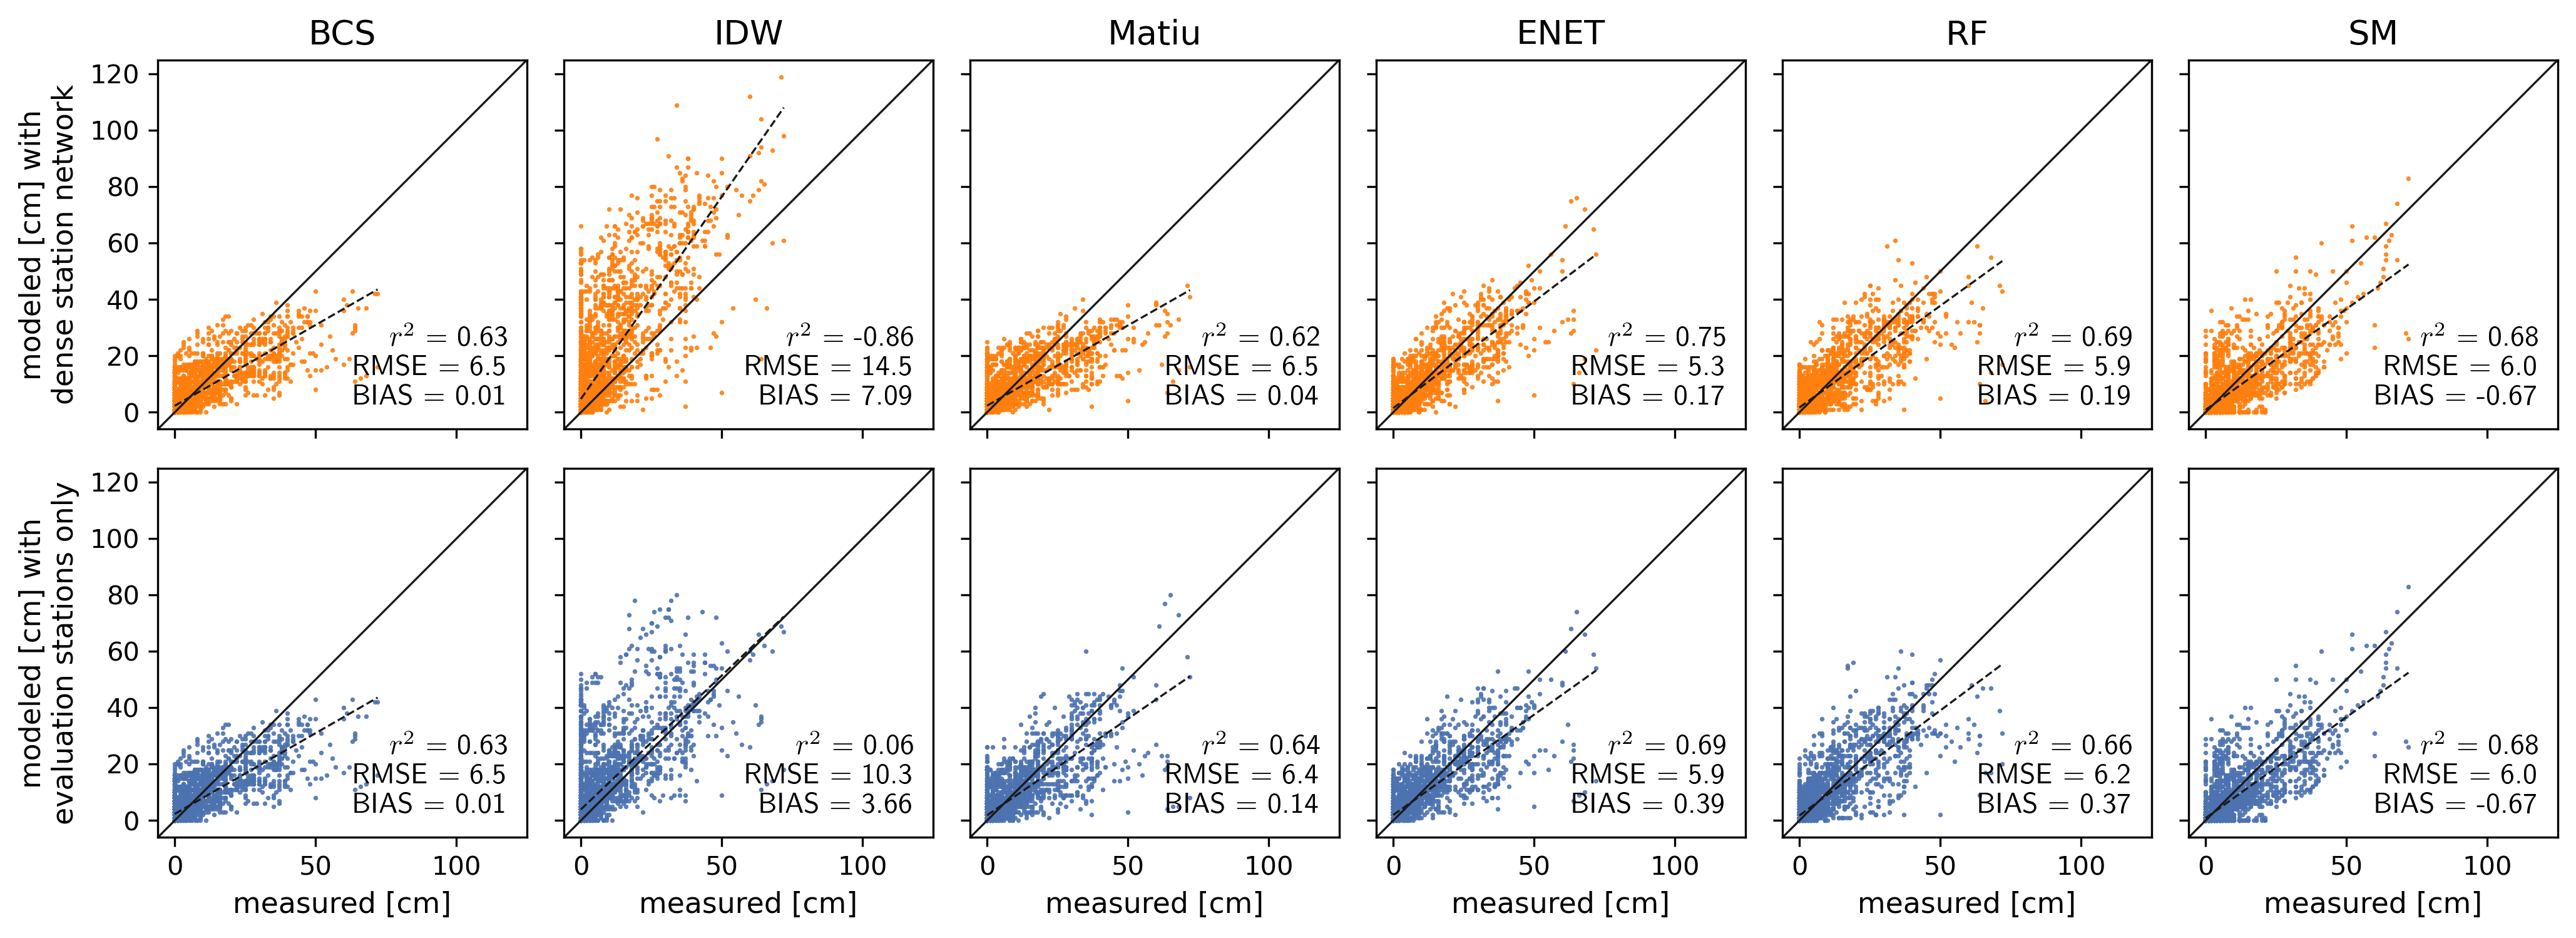 BCS IDW Matiu ENET RF SM
modeled [cm] with
dense station network
120
100
80
60
40
20
0
r² = 0.63
RMSE = 6.5
BIAS = 0.01
r² = -0.86
RMSE = 14.5
BIAS = 7.09
r² = 0.62
RMSE = 6.5
BIAS = 0.04
r² = 0.75
RMSE = 5.3
BIAS = 0.17
r² = 0.69
RMSE = 5.9
BIAS = 0.19
r² = 0.68
RMSE = 6.0
BIAS = -0.67
modeled [cm] with
evaluation stations only
120
100
80
60
40
20
0
r² = 0.63
RMSE = 6.5
BIAS = 0.01
r² = 0.06
RMSE = 10.3
BIAS = 3.66
r² = 0.64
RMSE = 6.4
BIAS = 0.14
r² = 0.69
RMSE = 5.9
BIAS = 0.39
r² = 0.66
RMSE = 6.2
BIAS = 0.37
r² = 0.68
RMSE = 6.0
BIAS = -0.67
0 50 100 0 50 100 0 50 100 0 50 100 0 50 100 0 50 100
measured [cm] measured [cm] measured [cm] measured [cm] measured [cm] measured [cm]